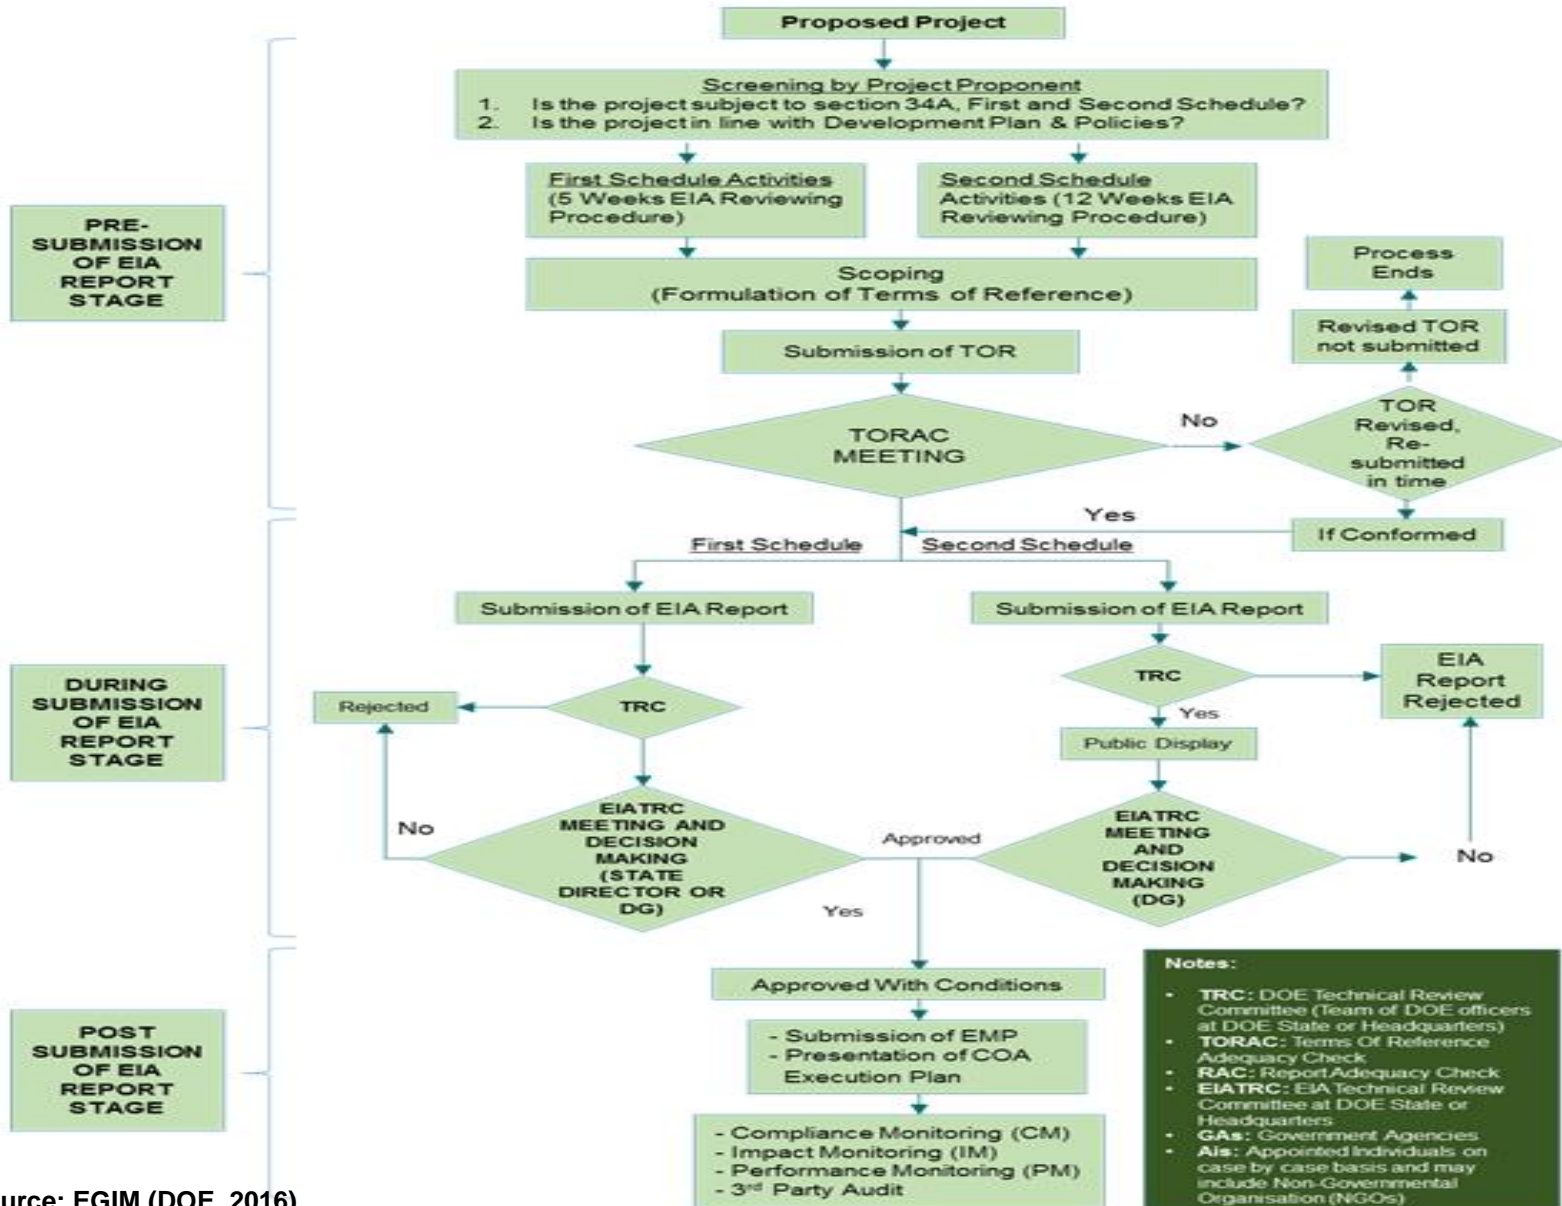 Proposed Project
Screening by Project Proponent
1. Is the project subject to section 34A, First and Second Schedule?
2. Is the project in line with Development Plan & Policies?
First Schedule Activities
(5 Weeks EIA Reviewing
Procedure)
Second Schedule
Activities (12 Weeks EIA
Reviewing Procedure)
PRE-
SUBMISSION
OF EIA
REPORT
STAGE
Scoping
(Formulation of Terms of Reference)
Process
Ends
Revised TOR
not submitted
Submission of TOR
TORAC
MEETING
No
TOR
Revised,
Re-
submitted
in time
Yes
If Conformed
First Schedule
Second Schedule
Submission of EIA Report
Submission of EIA Report
DURING
SUBMISSION
OF EIA
REPORT
STAGE
Rejected
TRC
TRC
EIA
Report
Rejected
Yes
Public Display
No
EIATRC
MEETING AND
DECISION
MAKING
(STATE
DIRECTOR OR
DG)
Approved
EIATRC
MEETING
AND
DECISION
MAKING
(DG)
No
Yes
Approved With Conditions
- Submission of EMP
- Presentation of COA
Execution Plan
POST
SUBMISSION
OF EIA
REPORT
STAGE
- Compliance Monitoring (CM)
- Impact Monitoring (IM)
- Performance Monitoring (PM)
- 3rd Party Audit
Notes:
• TRC: DOE Technical Review
Committee (Team of DOE officers
at DOE State or Headquarters)
• TORAC: Terms Of Reference
Adequacy Check
• RAC: Report Adequacy Check
• EIATRC: EIA Technical Review
Committee at DOE State or
Headquarters
• GAs: Government Agencies
• Ais: Appointed Individuals on
case by case basis and may
include Non-Governmental
Organisation (NGOs)
urce: EGIM (DOE, 2016)